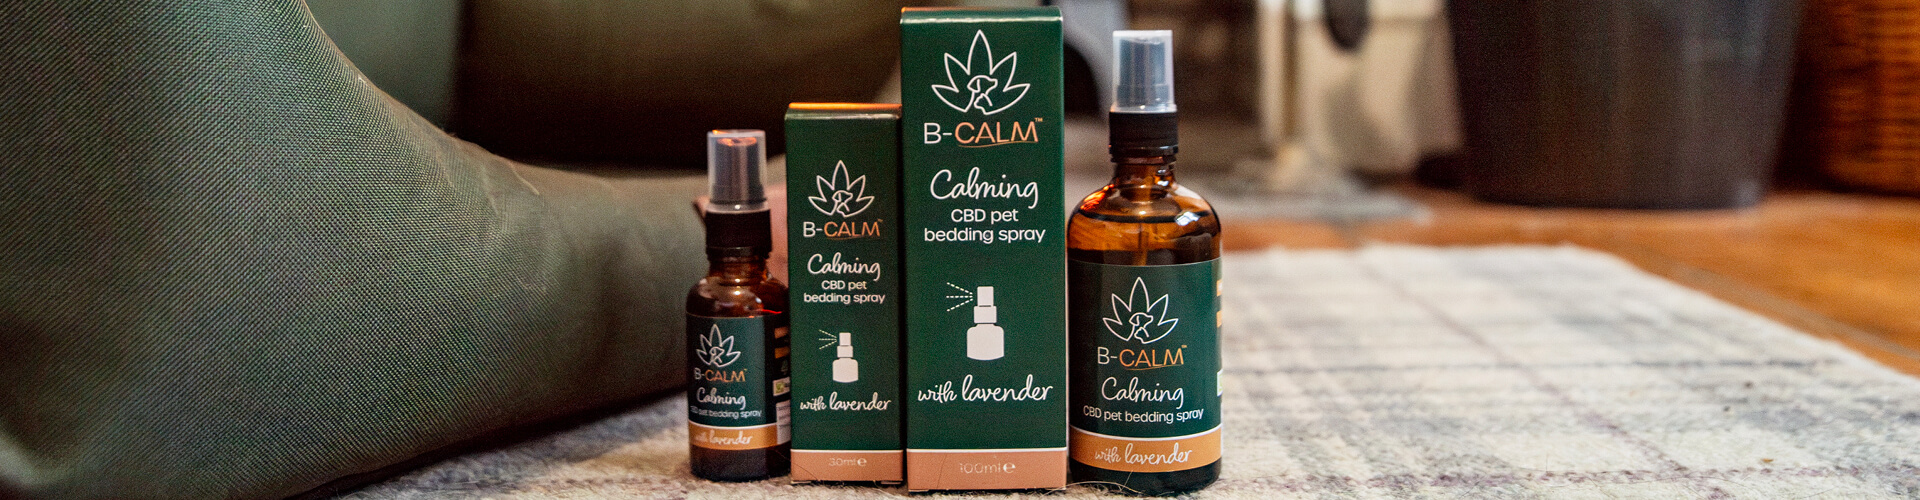 B-CALM™
Calming
CBD pet bedding spray
with lavender
B-CALM™
Calming
CBD pet
bedding spray
with lavender
30ml e
B-CALM™
Calming
CBD pet
bedding spray
with lavender
100ml e
B-CALM™
Calming
CBD pet bedding spray
with lavender